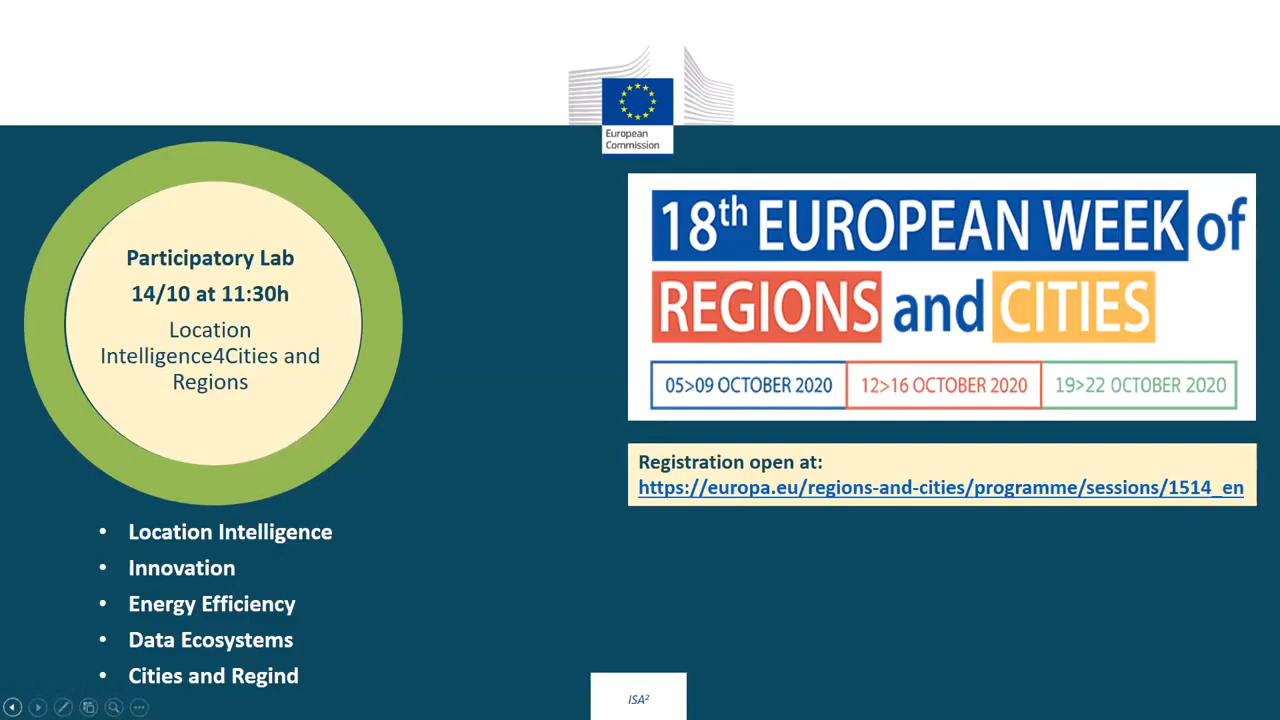 European
Commission
Participatory Lab
14/10 at 11:30h
Location
Intelligence4Cities and
Regions
18th EUROPEAN WEEK of
REGIONS and CITIES
05>09 OCTOBER 2020 12>16 OCTOBER 2020 19>22 OCTOBER 2020
Registration open at:
https://europa.eu/regions-and-cities/programme/sessions/1514_en
• Location Intelligence
• Innovation
• Energy Efficiency
• Data Ecosystems
• Cities and Regind
ISA²